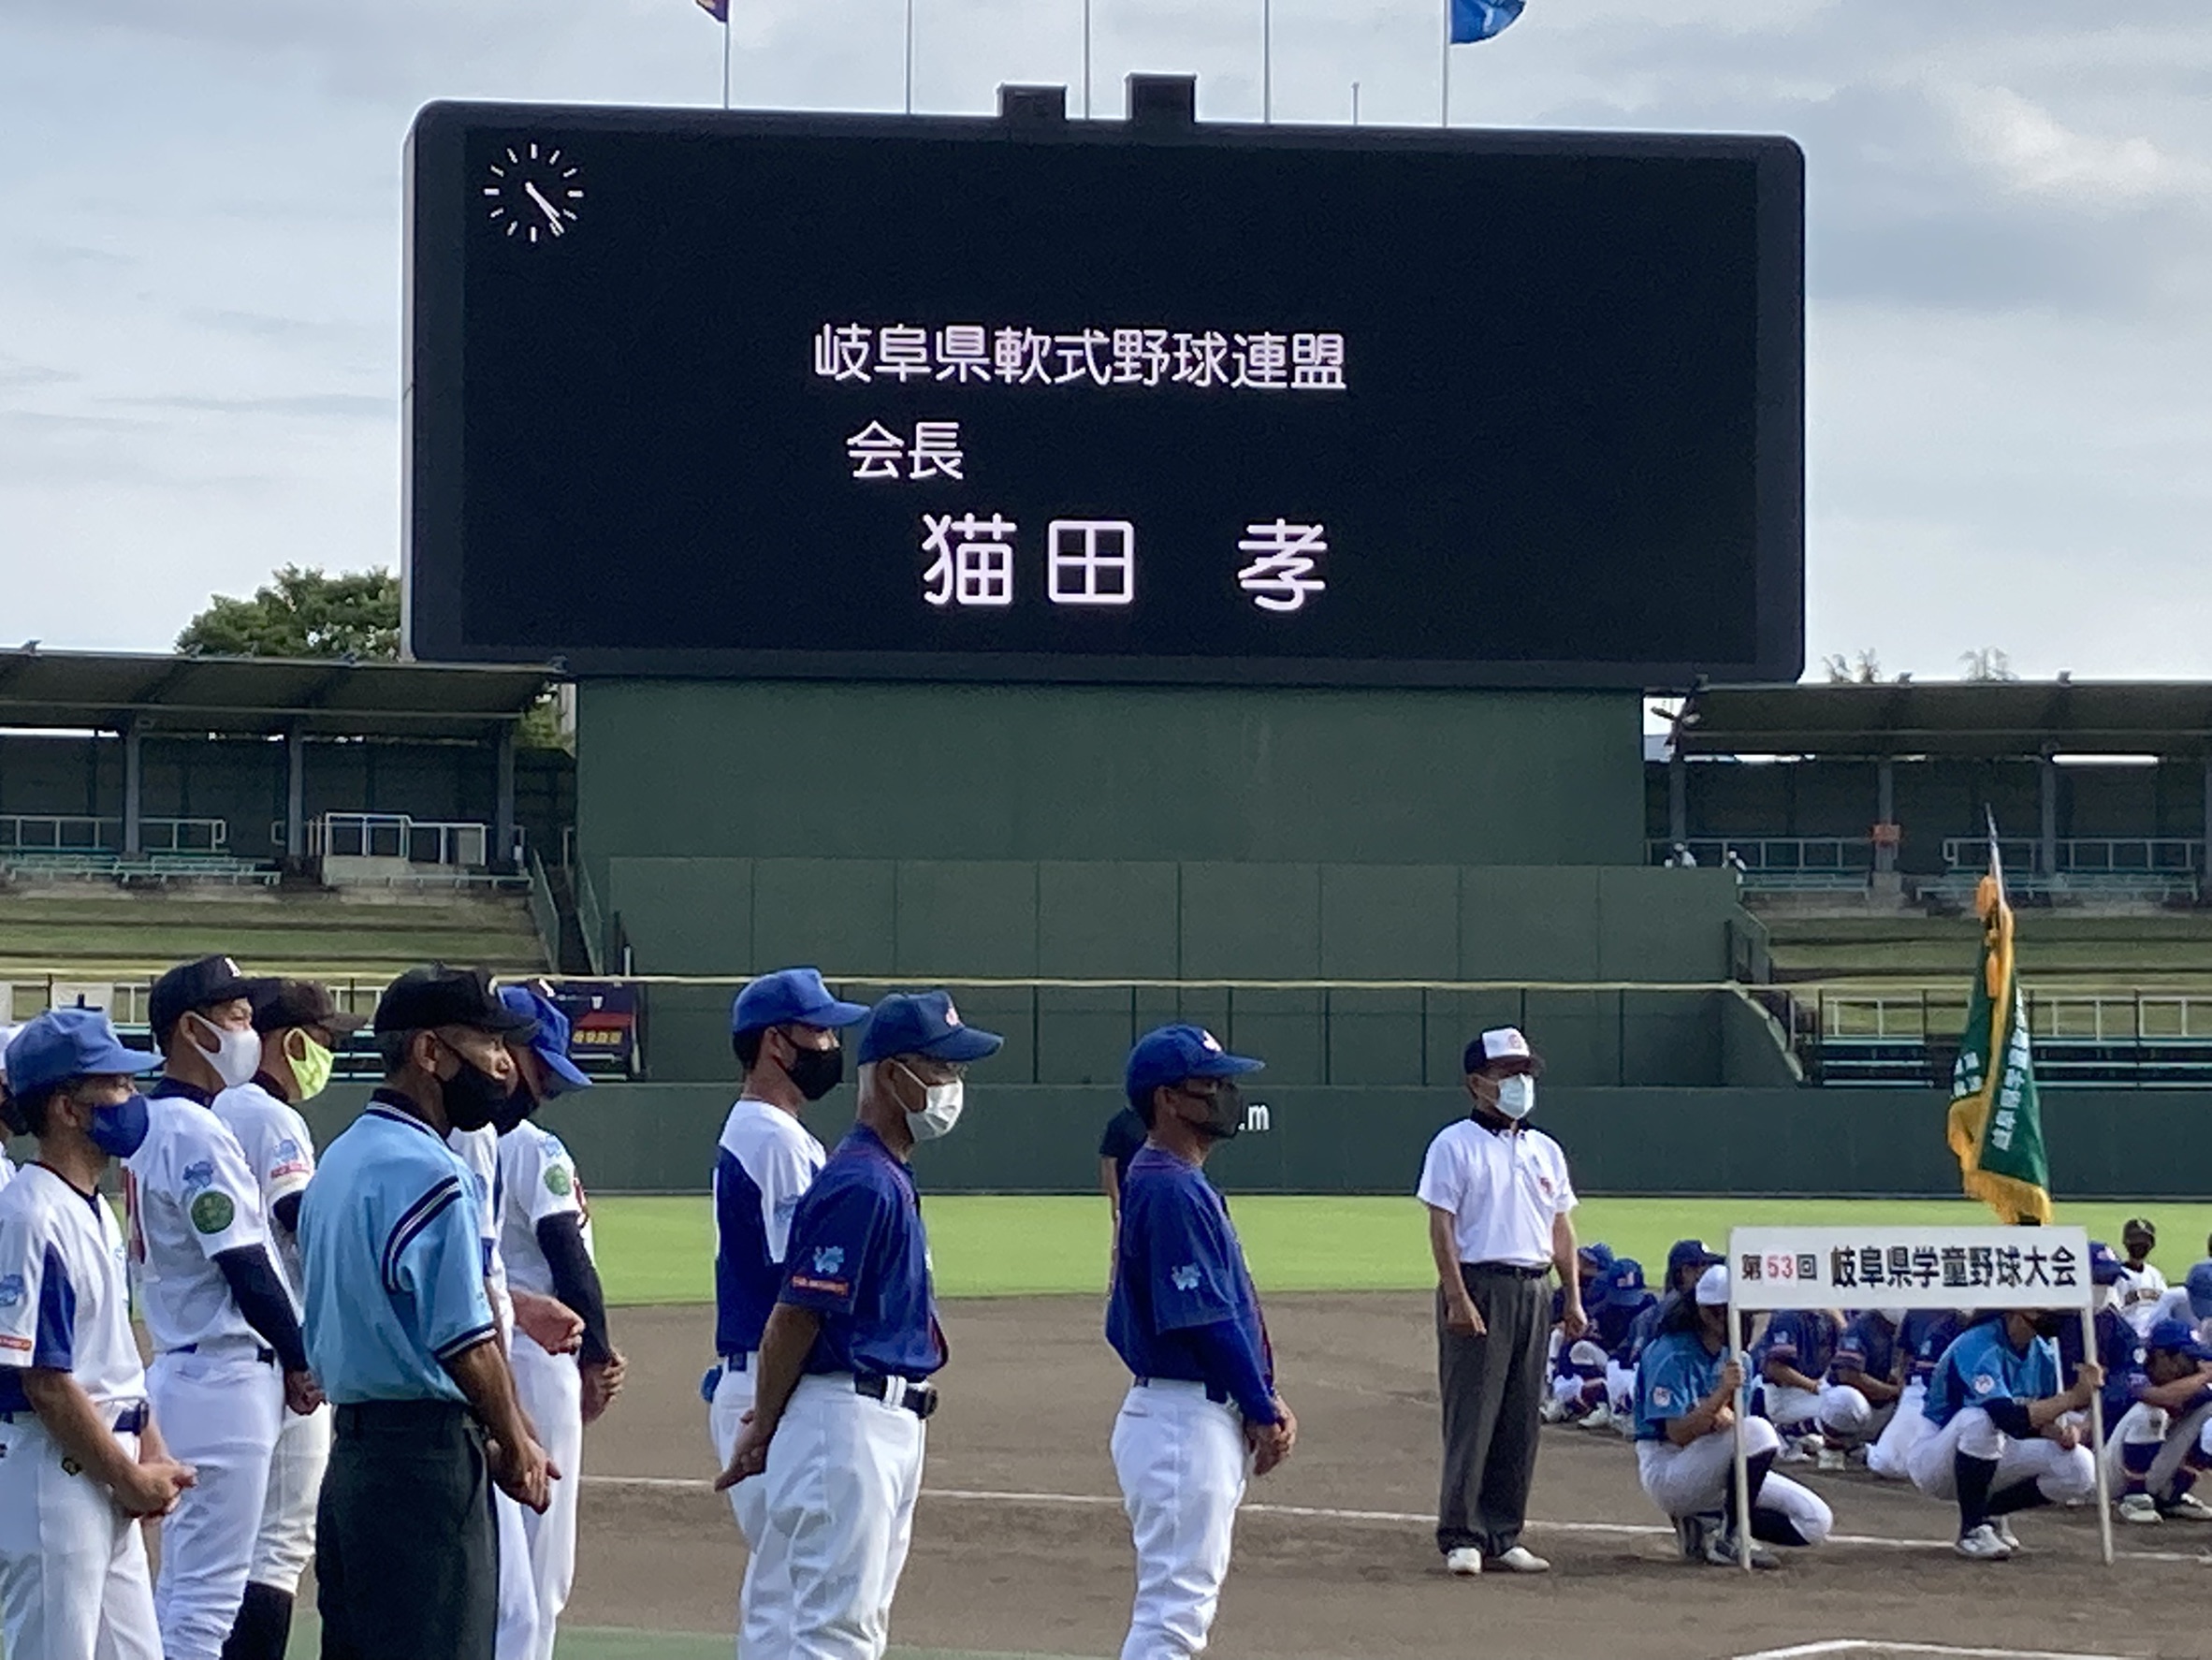 岐阜県軟式野球連盟
会長
猫田 孝
.m
第53回 岐阜県学童野球大会